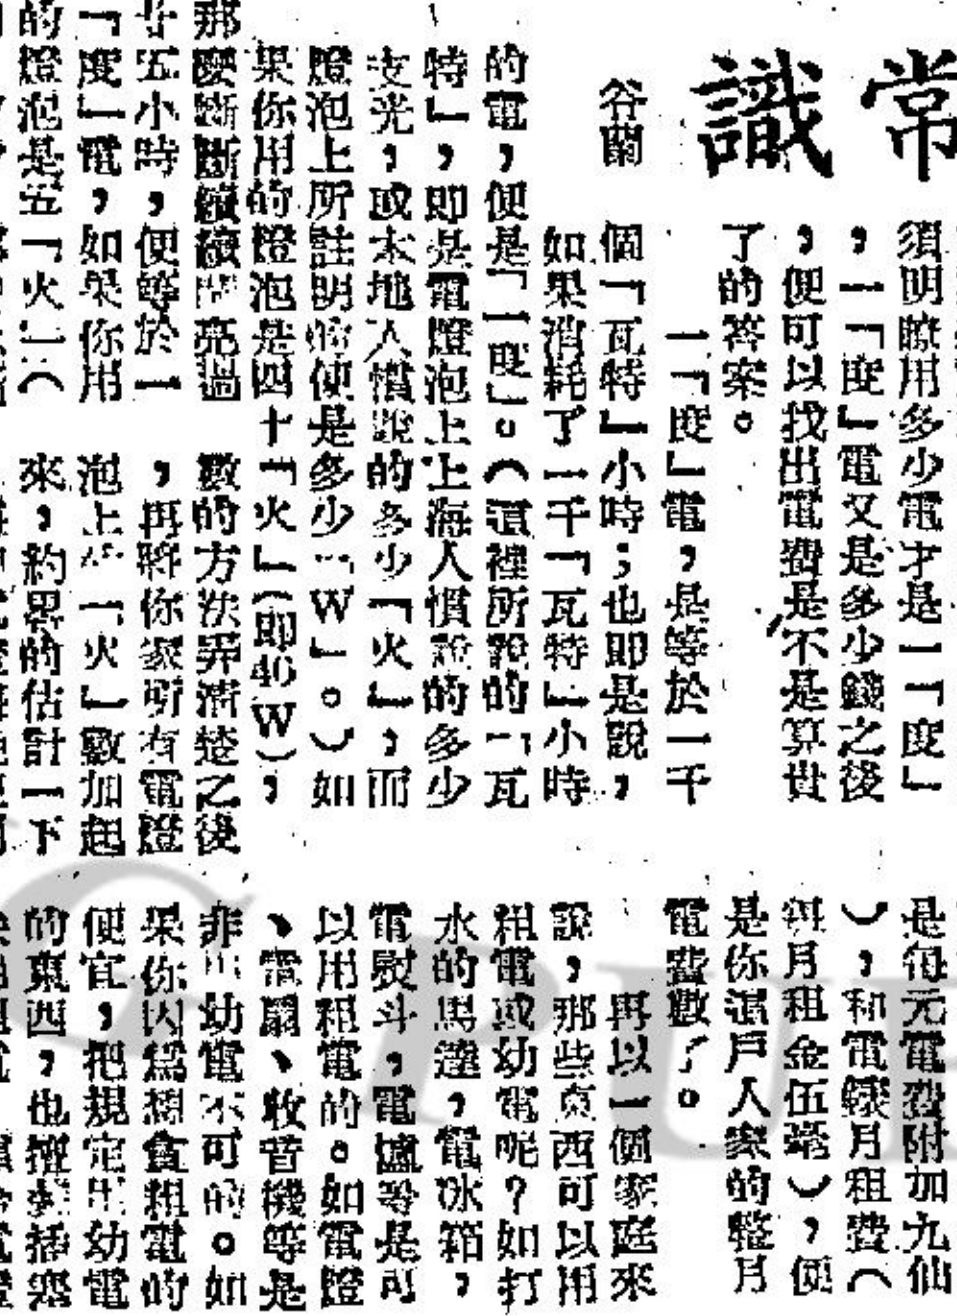 常
識
谷蘭
須明瞭用多少電才是一「度」
，一「度」電又是多少錢之後
，便可以找出電費是不是算貴
了的答案。
一「度」電，是等於一千
個「瓦特」小時；也即是說，
如果消耗了一千「瓦特」小時
的電，便是「一度」。（這裡所說的「瓦
特」，即是電燈泡上上海人慣說的多少
支光，或本地人慣說的多少「火」，而
燈泡上所註明的便是多少「W」。）如
果你用的燈泡是四十「火」（即40W），
那麼斷斷續續開亮過
廿五小時，便等於一
「度」電，如果你用
的燈泡是五「火」（
數的方法弄清楚之後
，再將你家所有電燈
泡上「火」數加起
來，約畧的估計一下
是每元電費附加九仙
），和電錶月租費（
每月租金伍毫），便
是你這戶人家的整月
電費數了。
再以一個家庭來
說，那些東西可以用
粗電或幼電呢？如打
水的馬達，電冰箱，
電熨斗，電爐等是可
以用粗電的。如電燈
、電扇、收音機等是
非用幼電不可的。如
果你因為想貪粗電的
便宜，把規定用幼電
的東西，也